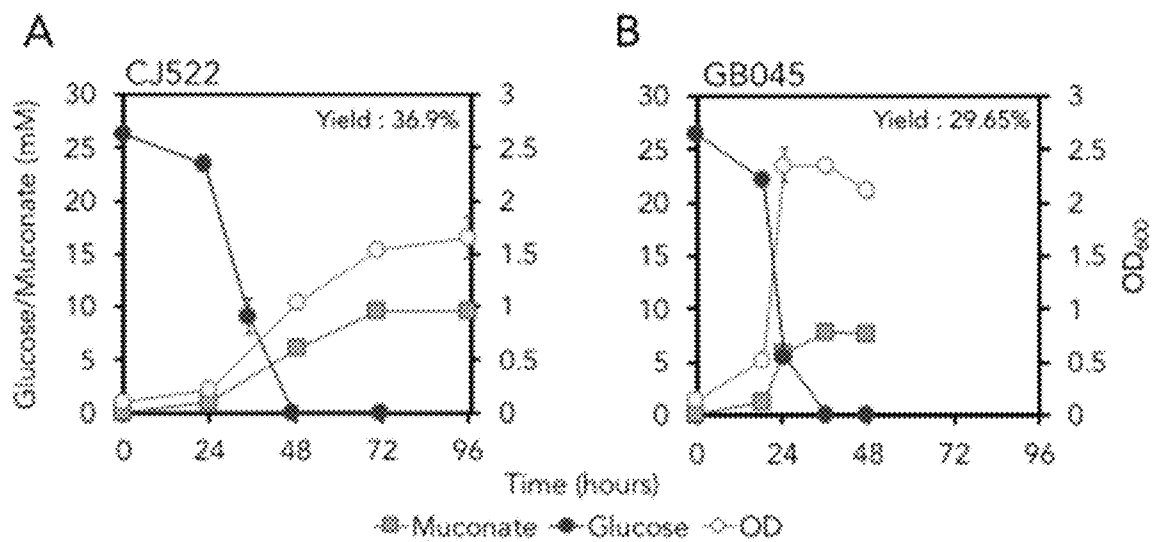 A
CJ522
Yield : 36.9%
Glucose/Muconate (mM)
30
25
20
15
10
5
0
3
2.5
2
1.5
1
0.5
0
0 24 48 72 96
B
GB045
Yield : 29.65%
30
25
20
15
10
5
0
3
2.5
2
1.5
1
0.5
0
OD600
0 24 48 72 96
Time (hours)
Muconate Glucose OD